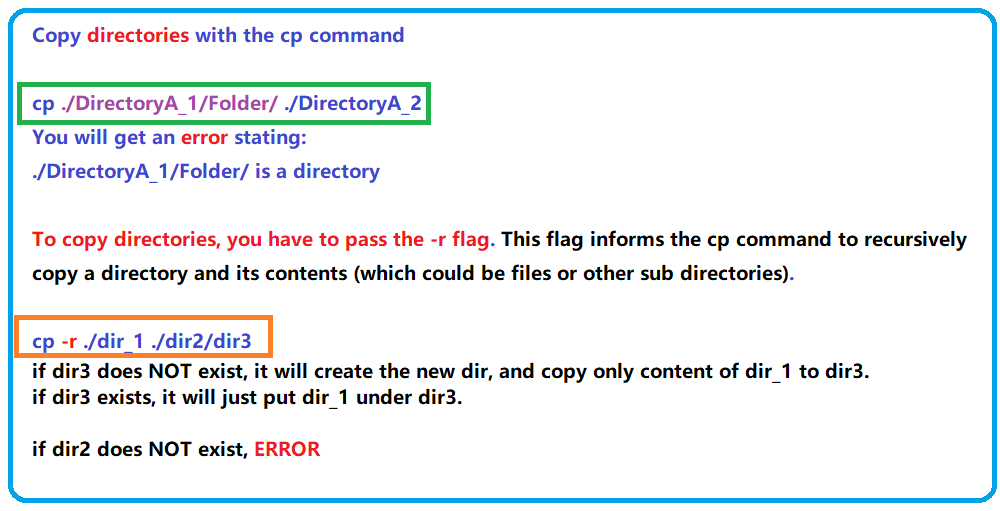 Copy directories with the cp command
cp ./DirectoryA_1/Folder/ ./DirectoryA_2
You will get an error stating:
./DirectoryA_1/Folder/ is a directory
To copy directories, you have to pass the -r flag. This flag informs the cp command to recursively
copy a directory and its contents (which could be files or other sub directories).
cp -r ./dir_1 ./dir2/dir3
if dir3 does NOT exist, it will create the new dir, and copy only content of dir_1 to dir3.
if dir3 exists, it will just put dir_1 under dir3.
if dir2 does NOT exist, ERROR